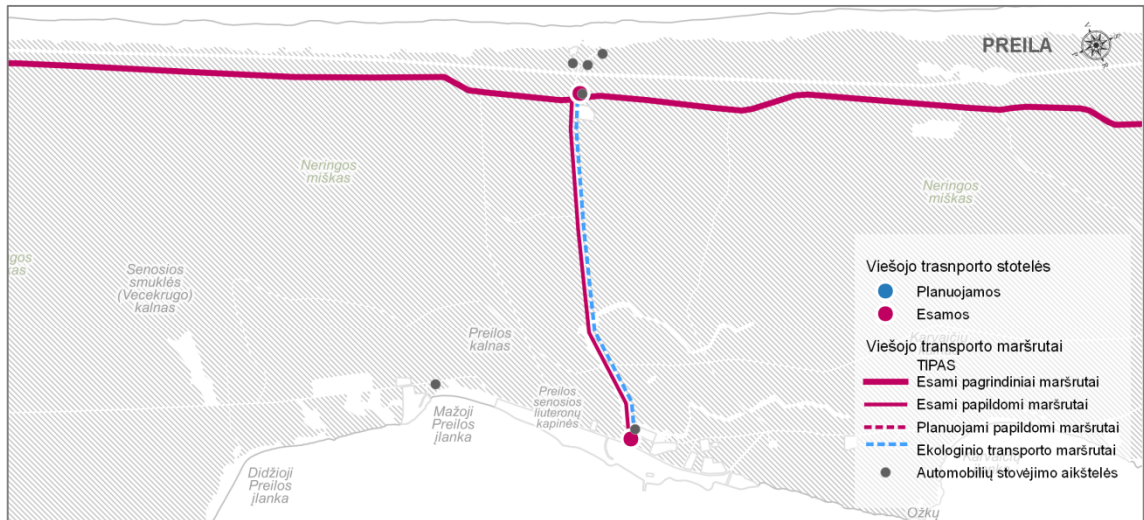 PREILA
Neringos
miškas
Neringos
miškas
ngos
kas
Senosios
smuklės
(Vecekrugo)
kalnas
Preilos
kalnas
Preilos
senosios
liuteronų
kapinės
Mažoji
Preilos
įlanka
Didžioji
Preilos
įlanka
Ožkų
Viešojo trasnporto stotelės
Planuojamos
Esamos
Viešojo transporto maršrutai
TIPAS
Esami pagrindiniai maršrutai
Esami papildomi maršrutai
Planuojami papildomi maršrutai
Ekologinio transporto maršrutai
Automobilių stovėjimo aikštelės